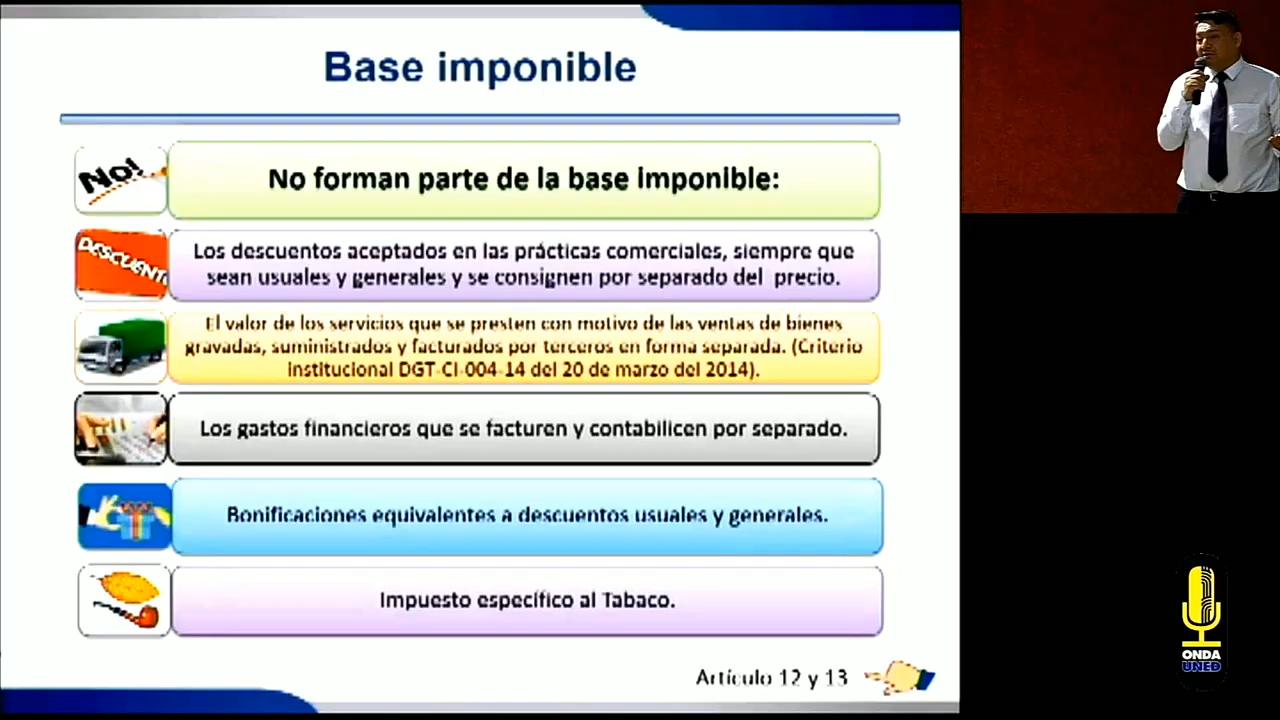 Base imponible
No!
No forman parte de la base imponible:
DESCUENT
Los descuentos aceptados en las prácticas comerciales, siempre que
sean usuales y generales y se consignen por separado del precio.
El valor de los servicios que se presten con motivo de las ventas de bienes
gravadas, suministrados y facturados por terceros en forma separada. (Criterio
Institucional DGT-CI-004-14 del 20 de marzo del 2014).
Los gastos financieros que se facturen y contabilicen por separado.
Bonificaciones equivalentes a descuentos usuales y generales.
Impuesto específico al Tabaco.
Artículo 12 y 13
ONDA
UNED